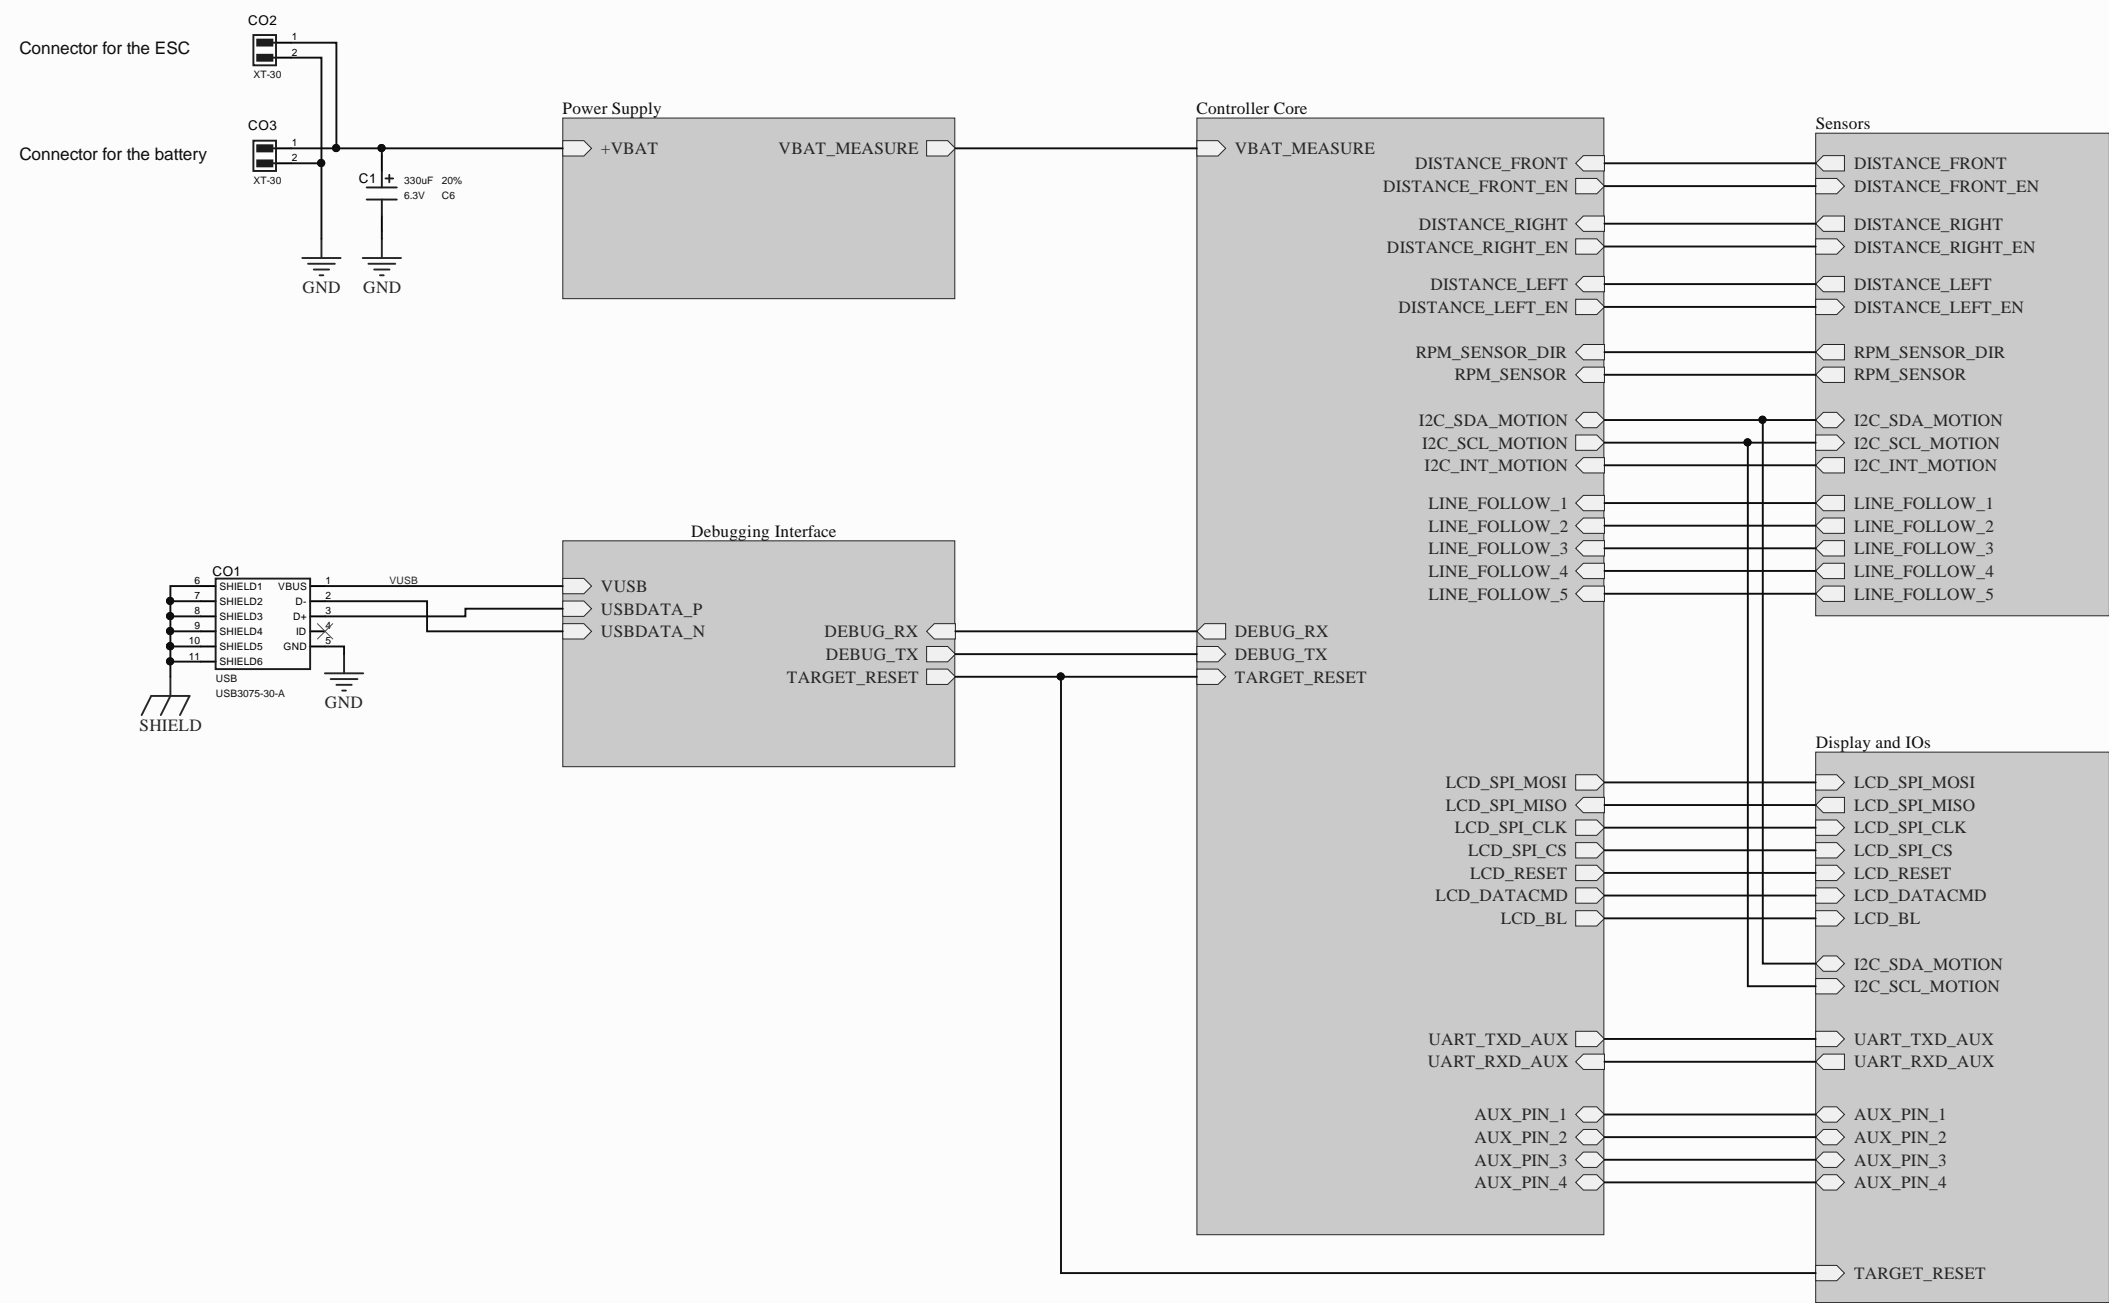 CO2
Connector for the ESC
1
2
XT-30
CO3
Connector for the battery
1
2
XT-30
C1 + 330uF 20%
6.3V C6
GND GND
Power Supply
+VBAT VBAT_MEASURE
Debugging Interface
VUSB
USBDATA_P
USBDATA_N
DEBUG_RX
DEBUG_TX
TARGET_RESET
CO1
6 SHIELD1 VBUS 1 VUSB
7 SHIELD2 D- 2
8 SHIELD3 D+ 3
9 SHIELD4 ID 4
10 SHIELD5 GND 5
11 SHIELD6
USB
USB3075-30-A
SHIELD
GND
Controller Core
VBAT_MEASURE
DISTANCE_FRONT
DISTANCE_FRONT_EN
DISTANCE_RIGHT
DISTANCE_RIGHT_EN
DISTANCE_LEFT
DISTANCE_LEFT_EN
RPM_SENSOR_DIR
RPM_SENSOR
I2C_SDA_MOTION
I2C_SCL_MOTION
I2C_INT_MOTION
LINE_FOLLOW_1
LINE_FOLLOW_2
LINE_FOLLOW_3
LINE_FOLLOW_4
LINE_FOLLOW_5
DEBUG_RX
DEBUG_TX
TARGET_RESET
LCD_SPI_MOSI
LCD_SPI_MISO
LCD_SPI_CLK
LCD_SPI_CS
LCD_RESET
LCD_DATACMD
LCD_BL
UART_TXD_AUX
UART_RXD_AUX
AUX_PIN_1
AUX_PIN_2
AUX_PIN_3
AUX_PIN_4
Sensors
DISTANCE_FRONT
DISTANCE_FRONT_EN
DISTANCE_RIGHT
DISTANCE_RIGHT_EN
DISTANCE_LEFT
DISTANCE_LEFT_EN
RPM_SENSOR_DIR
RPM_SENSOR
I2C_SDA_MOTION
I2C_SCL_MOTION
I2C_INT_MOTION
LINE_FOLLOW_1
LINE_FOLLOW_2
LINE_FOLLOW_3
LINE_FOLLOW_4
LINE_FOLLOW_5
Display and IOs
LCD_SPI_MOSI
LCD_SPI_MISO
LCD_SPI_CLK
LCD_SPI_CS
LCD_RESET
LCD_DATACMD
LCD_BL
I2C_SDA_MOTION
I2C_SCL_MOTION
UART_TXD_AUX
UART_RXD_AUX
AUX_PIN_1
AUX_PIN_2
AUX_PIN_3
AUX_PIN_4
TARGET_RESET